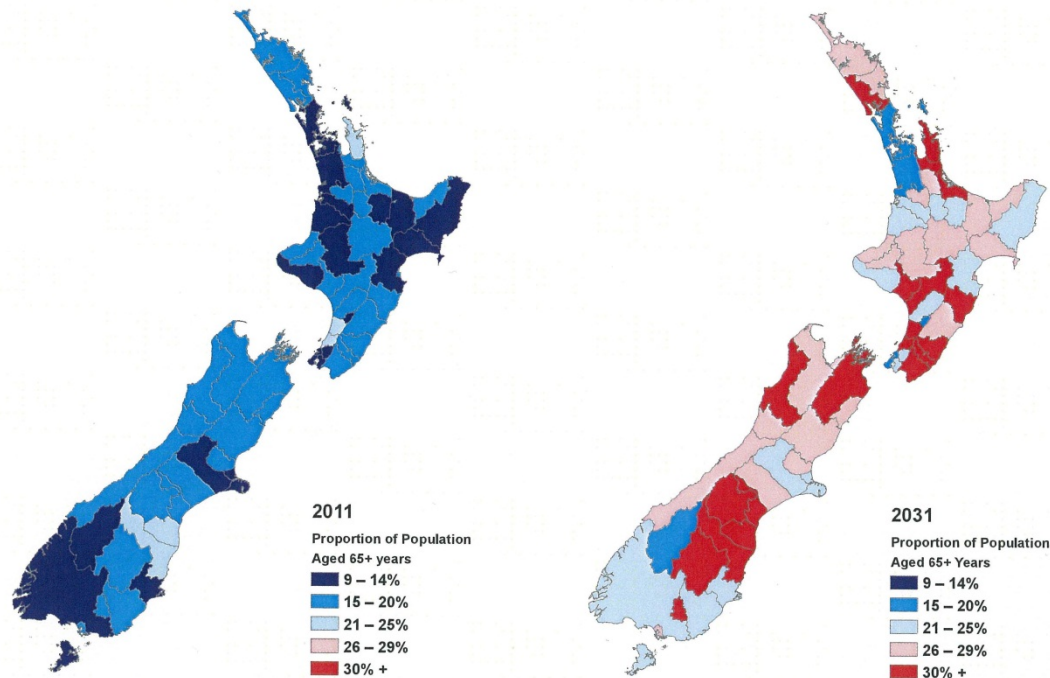 2011
Proportion of Population
Aged 65+ years
9 – 14%
15 – 20%
21 – 25%
26 – 29%
30% +
2031
Proportion of Population
Aged 65+ Years
9 – 14%
15 – 20%
21 – 25%
26 – 29%
30% +